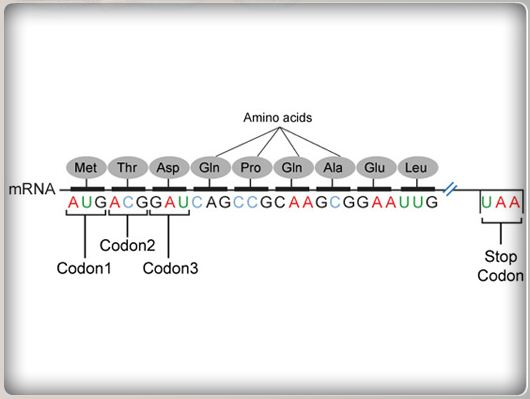 Amino acids
Met Thr Asp Gln Pro Gln Ala Glu Leu
mRNA
AUGACGGAUCAGCCGCAAGCGGAAUUG UAA
Codon2
Codon1 Codon3
Stop
Codon